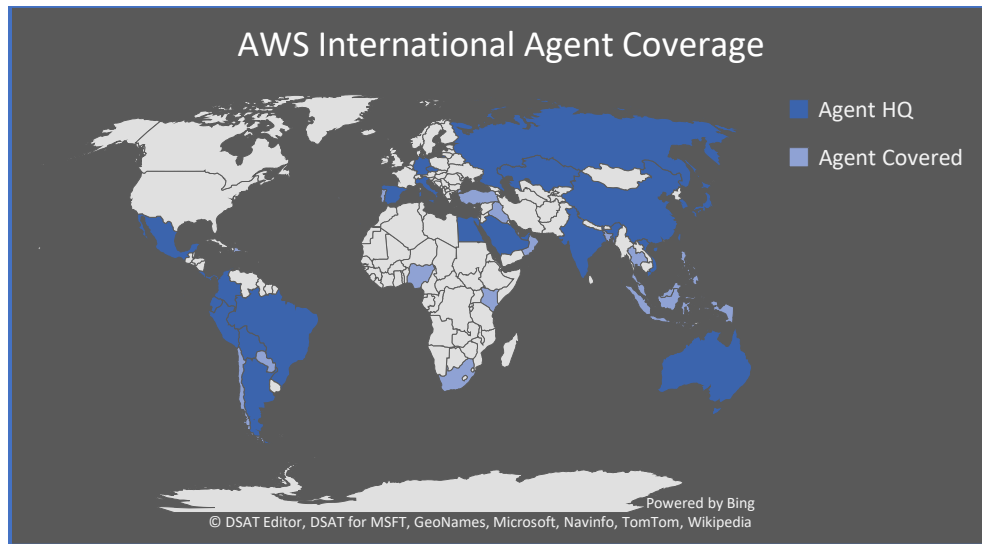 AWS International Agent Coverage
Agent HQ
Agent Covered
Powered by Bing
© DSAT Editor, DSAT for MSFT, GeoNames, Microsoft, Navinfo, TomTom, Wikipedia